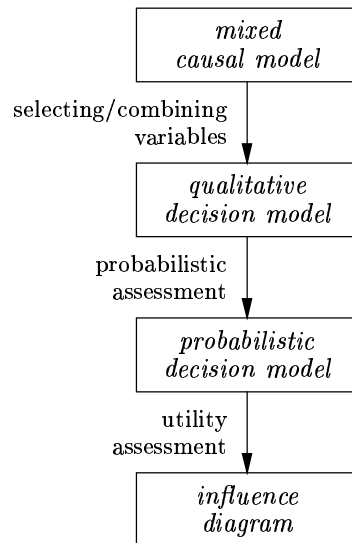 mixed
causal model
selecting/combining
variables
qualitative
decision model
probabilistic
assessment
probabilistic
decision model
utility
assessment
influence
diagram